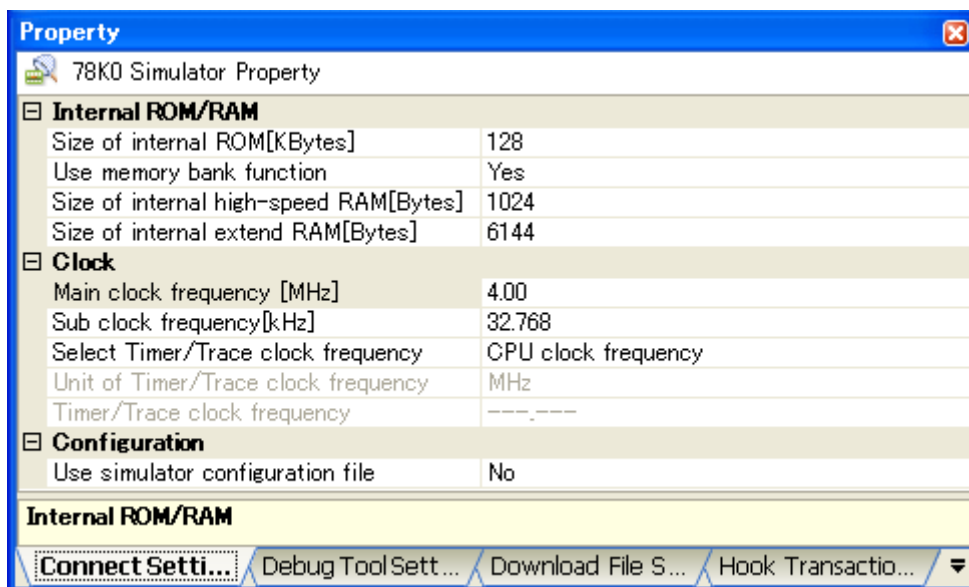 Property
78K0 Simulator Property
Internal ROM/RAM
Size of internal ROM[KBytes] 128
Use memory bank function Yes
Size of internal high-speed RAM[Bytes] 1024
Size of internal extend RAM[Bytes] 6144
Clock
Main clock frequency [MHz] 4.00
Sub clock frequency[kHz] 32.768
Select Timer/Trace clock frequency CPU clock frequency
Unit of Timer/Trace clock frequency MHz
Timer/Trace clock frequency ---.---
Configuration
Use simulator configuration file No
Internal ROM/RAM
Connect Setti... Debug Tool Sett... Download File S... Hook Transactio...